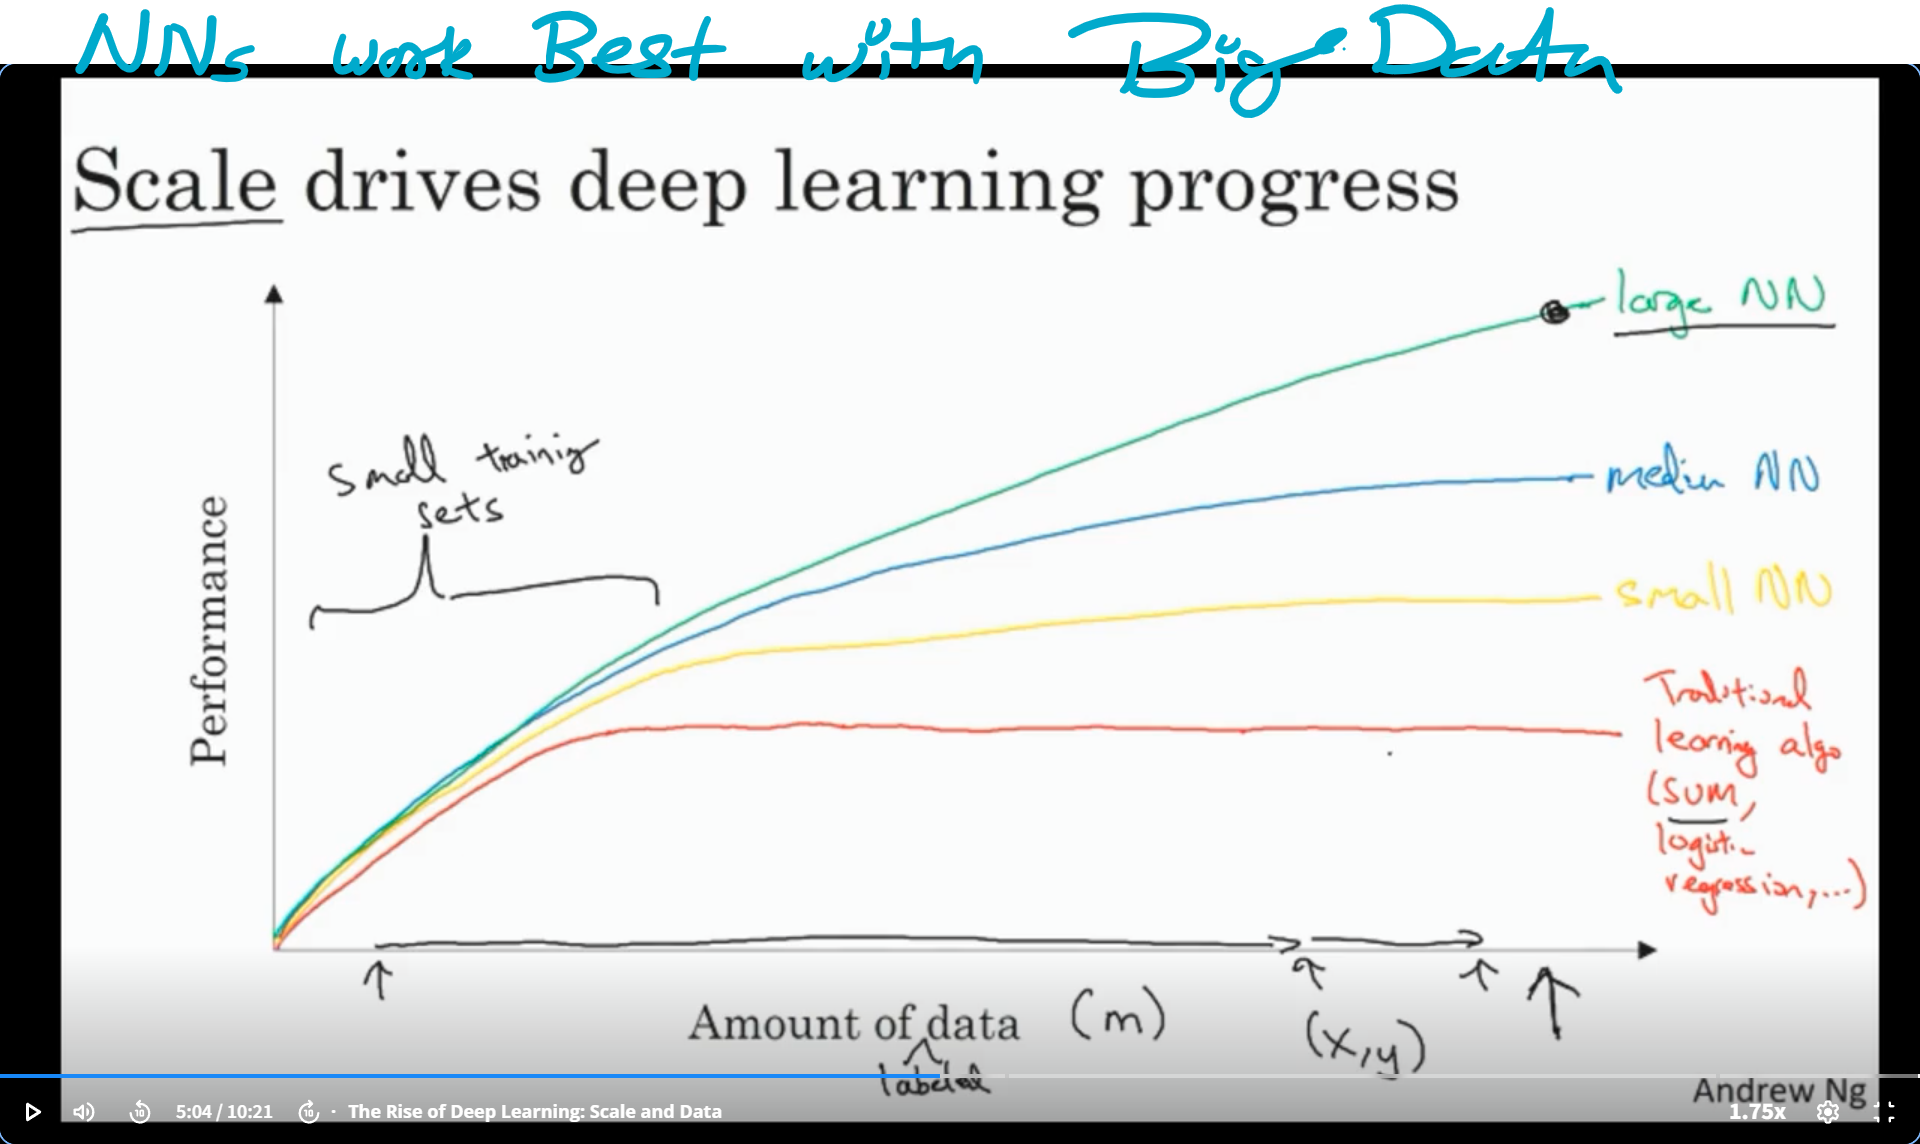 NNs work Best with Big Data
Scale drives deep learning progress
large NN
small training
sets
medium NN
small NN
Traditional
learning algo
(SVM,
logistic
regression,...)
Performance
Amount of data (m)
labeled
(x,y)
Andrew Ng
10 5:04 / 10:21 10 · The Rise of Deep Learning: Scale and Data 1.75x